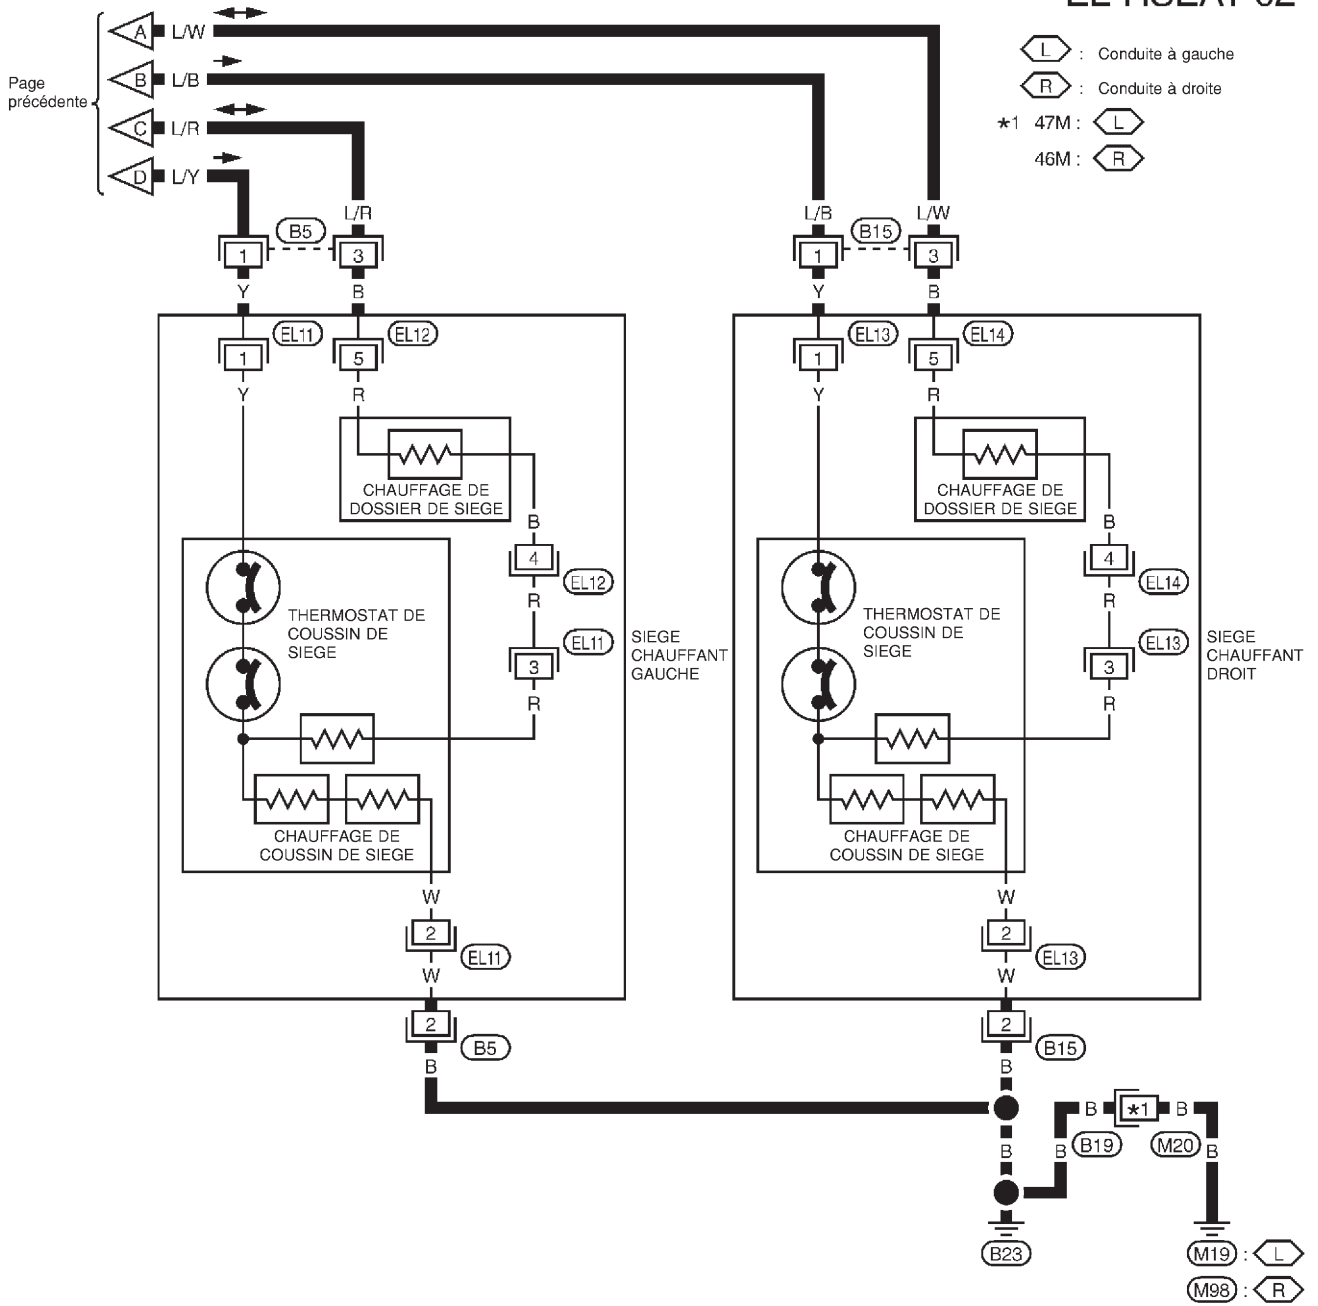 EL-HSEAT-02
A L/W
L : Conduite à gauche
Page
précédente
B L/B
R : Conduite à droite
C L/R
*1 47M : L
46M : R
D L/Y
L/R
L/B
L/W
B5
B15
1
3
1
3
Y
B
Y
B
EL11
EL12
EL13
EL14
1
5
1
5
Y
R
Y
R
CHAUFFAGE DE
DOSSIER DE SIEGE
CHAUFFAGE DE
DOSSIER DE SIEGE
B
B
4
4
EL12
EL14
R
R
THERMOSTAT DE
COUSSIN DE
SIEGE
THERMOSTAT DE
COUSSIN DE
SIEGE
EL11
EL13
3
3
SIEGE
CHAUFFANT
GAUCHE
SIEGE
CHAUFFANT
DROIT
R
R
CHAUFFAGE DE
COUSSIN DE SIEGE
CHAUFFAGE DE
COUSSIN DE SIEGE
W
W
2
2
EL11
EL13
W
W
2
2
B5
B15
B
B
B *1 B
B19
M20
B
B
B
B23
M19 : L
M98 : R